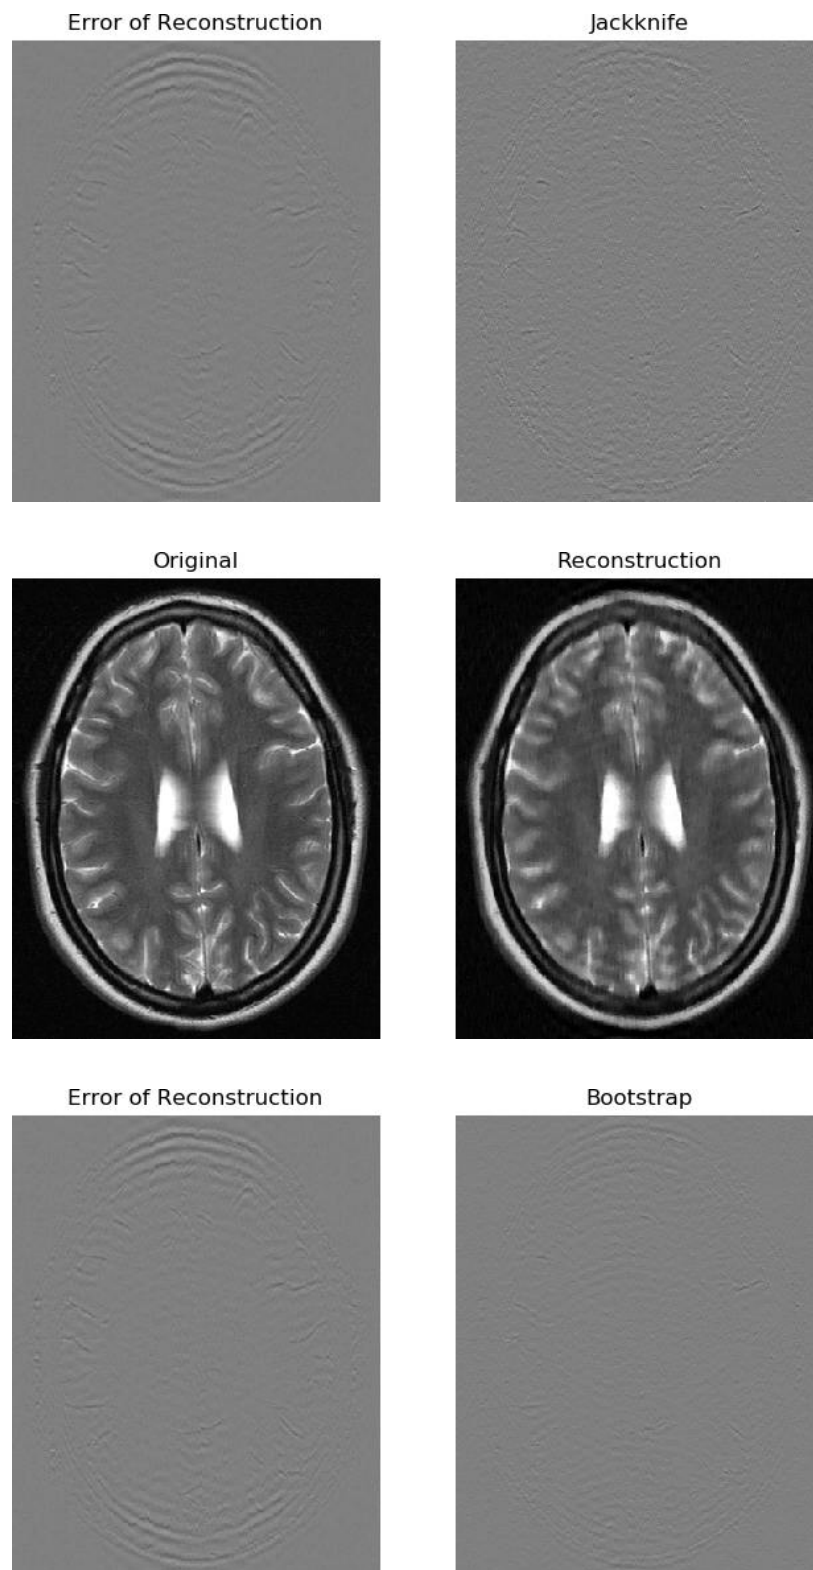 Error of Reconstruction
Jackknife
Original
Reconstruction
Error of Reconstruction
Bootstrap